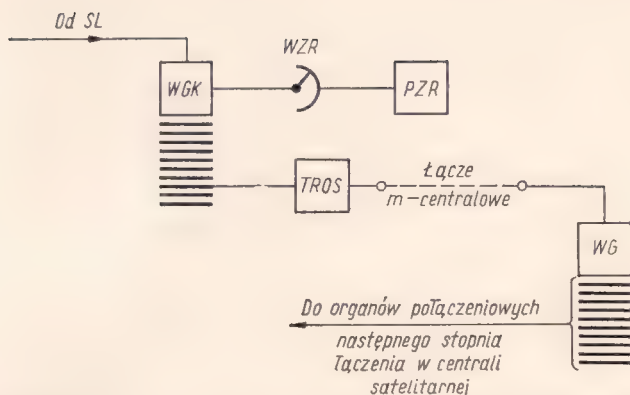 Od SL
WZR
WGK
PZR
TROS
Łącze
m-centralowe
WG
Do organów połączeniowych
następnego stopnia
łączenia w centrali
satelitarnej